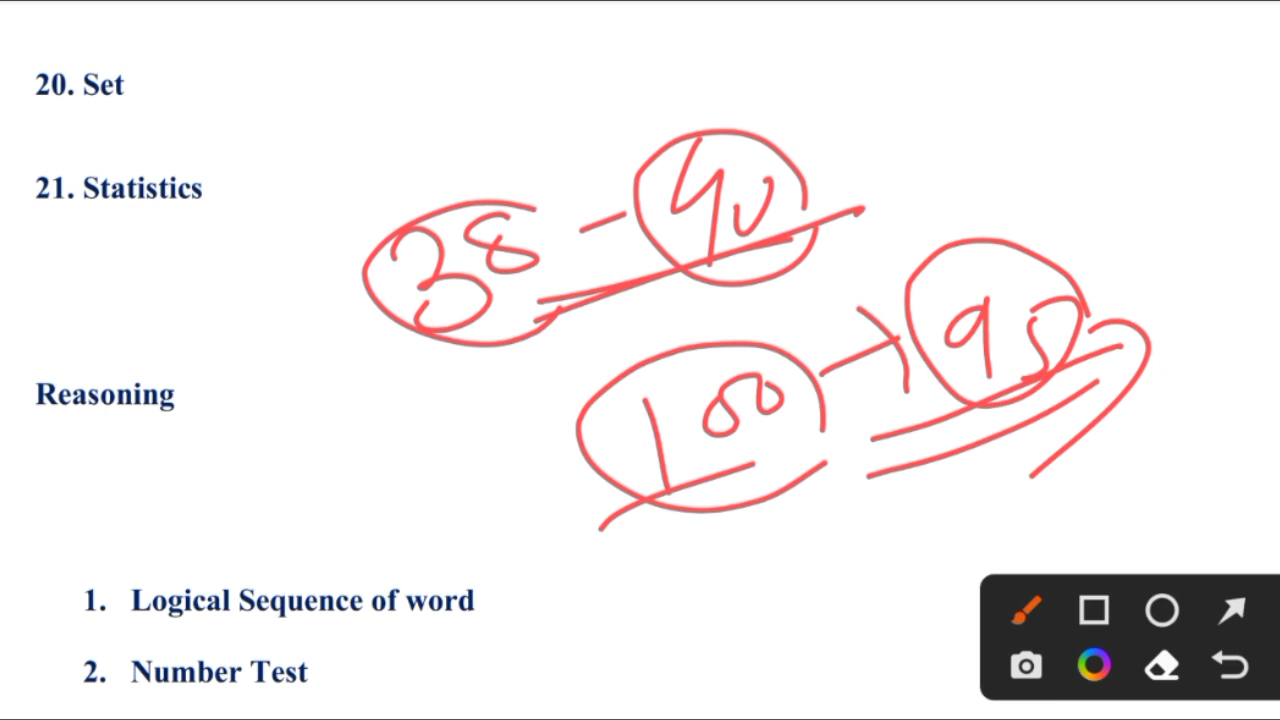 20. Set
21. Statistics
38 - 40
100 → 95
Reasoning
1. Logical Sequence of word
2. Number Test